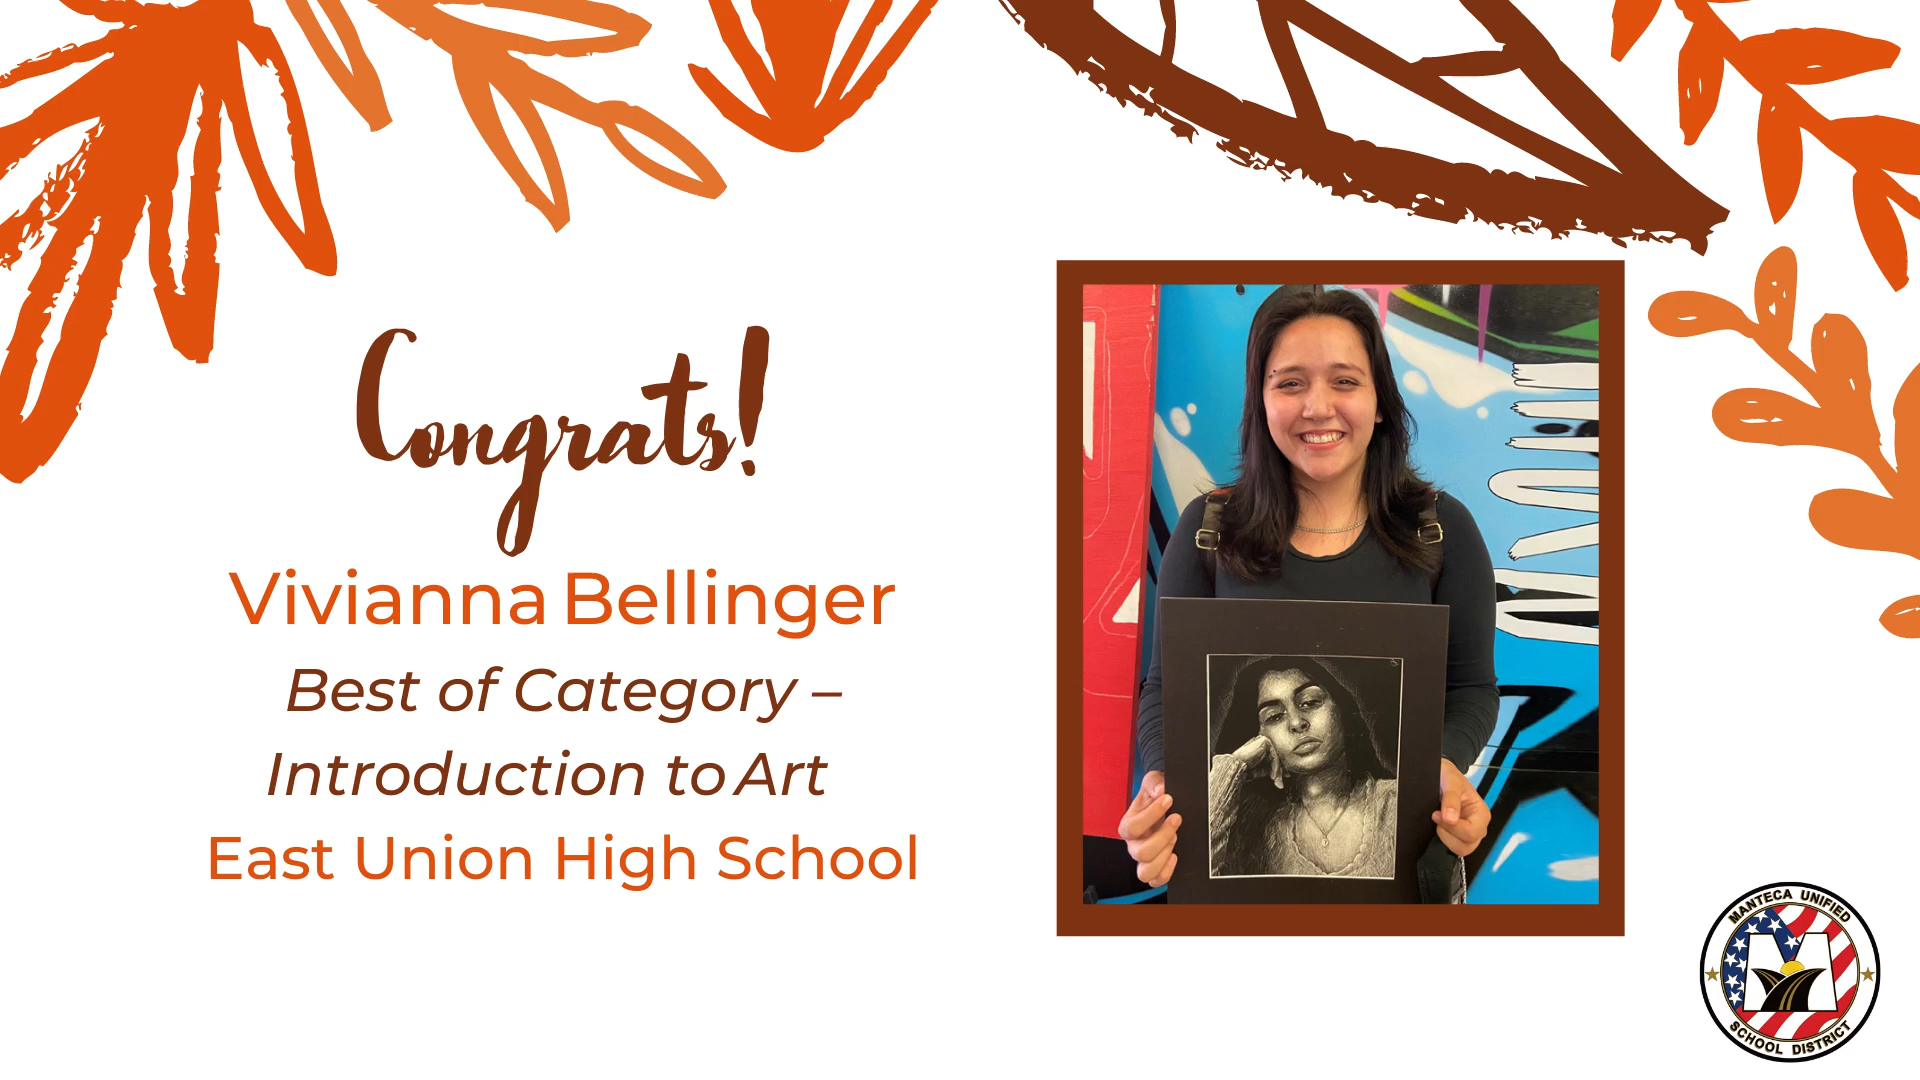 Congrats!
Vivianna Bellinger
Best of Category –
Introduction to Art
East Union High School
MANTECA UNIFIED
SCHOOL DISTRICT